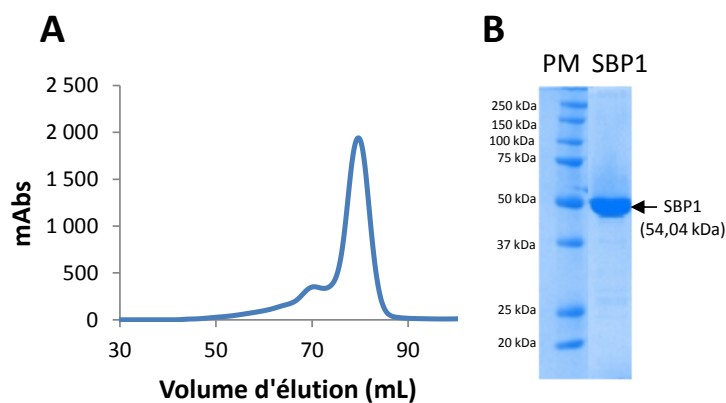 A
2 500
2 000
1 500
1 000
500
0
mAbs
30
50
70
90
Volume d'élution (mL)
B
PM SBP1
250 kDa
150 kDa
100 kDa
75 kDa
50 kDa
37 kDa
25 kDa
20 kDa
SBP1
(54,04 kDa)